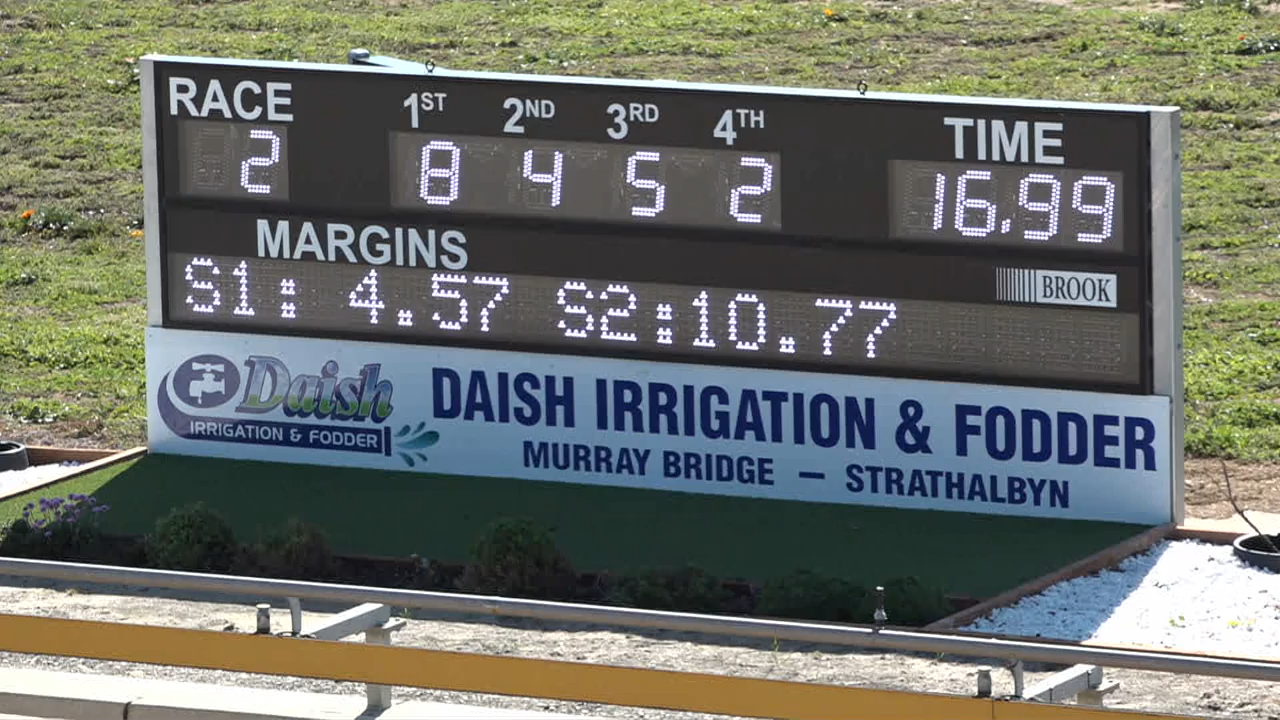 RACE 1ST 2ND 3RD 4TH TIME
2 8 4 5 2 16.99
MARGINS
BROOK
S1: 4.57 S2:10.77
Daish
IRRIGATION & FODDER
DAISH IRRIGATION & FODDER
MURRAY BRIDGE – STRATHALBYN